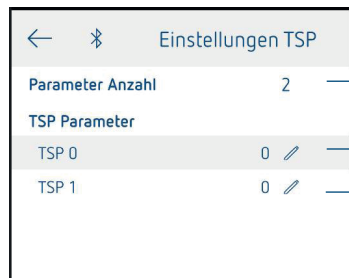 Einstellungen TSP
Parameter Anzahl 2
TSP Parameter
TSP 0 0
TSP 1 0